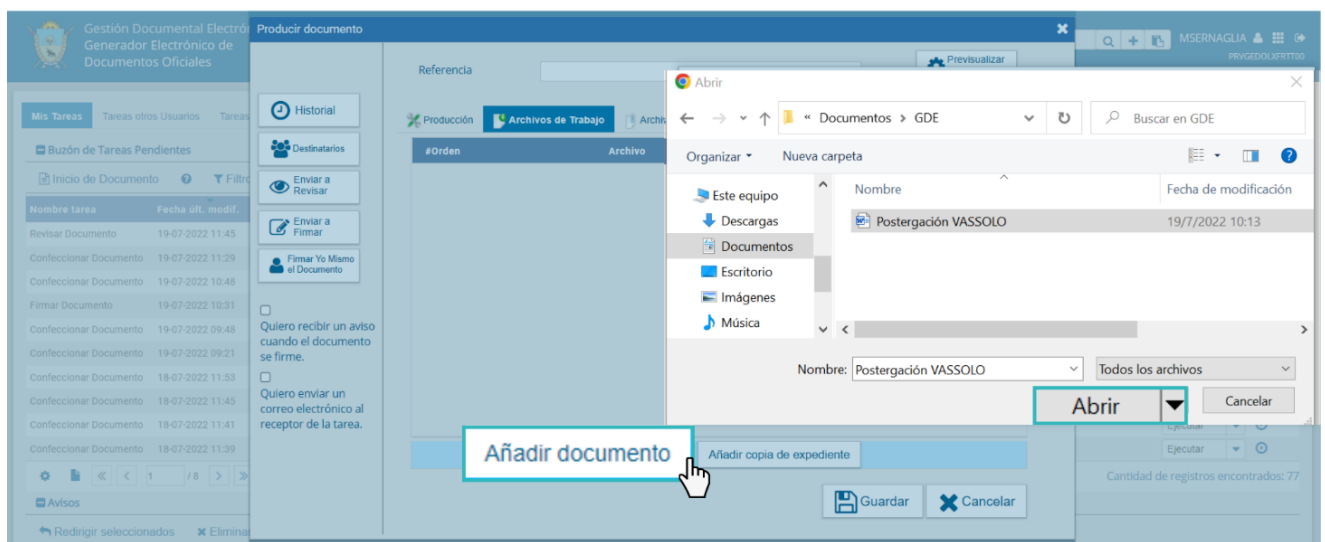 Gestión Documental Electró
Generador Electrónico de
Documentos Oficiales
MSERNAGLIA
PRVGEDOLXFRTT00
Mis Tareas Tareas otros Usuarios Tareas
Buzón de Tareas Pendientes
Inicio de Documento Filtro
Nombre tarea Fecha últ. modif.
Revisar Documento 19-07-2022 11:45
Confeccionar Documento 19-07-2022 11:29
Confeccionar Documento 19-07-2022 10:48
Firmar Documento 19-07-2022 10:31
Confeccionar Documento 19-07-2022 09:48
Confeccionar Documento 19-07-2022 09:21
Confeccionar Documento 18-07-2022 11:53
Confeccionar Documento 18-07-2022 11:45
Confeccionar Documento 18-07-2022 11:41
Confeccionar Documento 18-07-2022 11:39
1 / 8
Avisos
Redirigir seleccionados Elimina
Producir documento
Referencia
Previsualizar
Historial
Destinatarios
Enviar a
Revisar
Enviar a
Firmar
Firmar Yo Mismo
el Documento
Quiero recibir un aviso
cuando el documento
se firme.
Quiero enviar un
correo electrónico al
receptor de la tarea.
Producción Archivos de Trabajo Archiv
#Orden Archivo
Añadir documento
Añadir copia de expediente
Guardar Cancelar
Abrir
« Documentos > GDE
Buscar en GDE
Organizar Nueva carpeta
Este equipo
Descargas
Documentos
Escritorio
Imágenes
Música
Nombre Fecha de modificación
Postergación VASSOLO 19/7/2022 10:13
Nombre: Postergación VASSOLO Todos los archivos
Abrir Cancelar
Ejecutar
Ejecutar
Cantidad de registros encontrados: 77